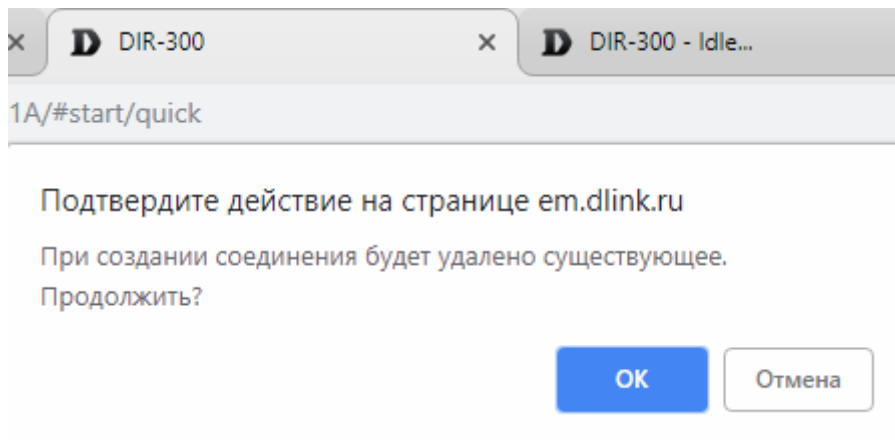 DIR-300
DIR-300 - Idle...
1A/#start/quick
Подтвердите действие на странице em.dlink.ru
При создании соединения будет удалено существующее.
Продолжить?
ОК Отмена